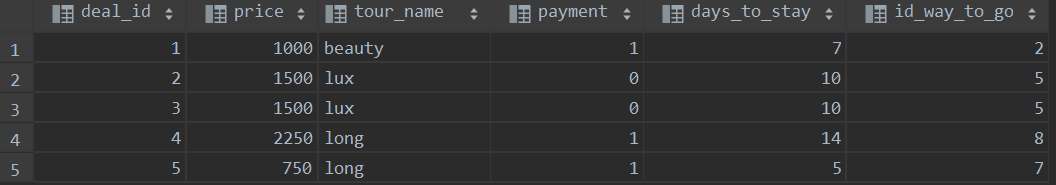 deal_id price tour_name payment days_to_stay id_way_to_go
1 1 1000 beauty 1 7 2
2 2 1500 lux 0 10 5
3 3 1500 lux 0 10 5
4 4 2250 long 1 14 8
5 5 750 long 1 5 7